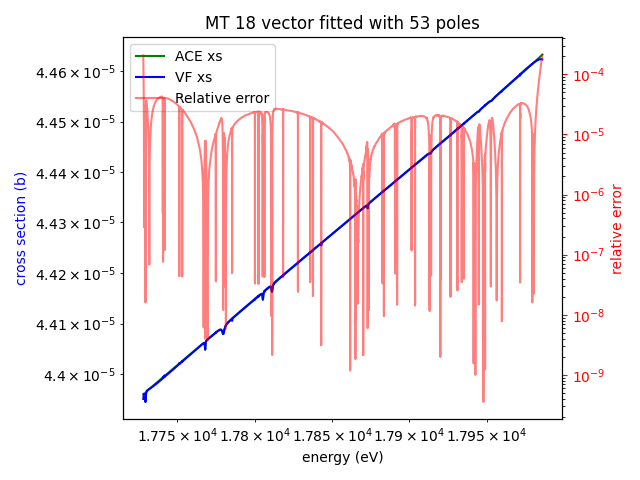 MT 18 vector fitted with 53 poles
ACE xs
VF xs
Relative error
cross section (b)
4.46 × 10⁻⁵
4.45 × 10⁻⁵
4.44 × 10⁻⁵
4.43 × 10⁻⁵
4.42 × 10⁻⁵
4.41 × 10⁻⁵
4.4 × 10⁻⁵
10⁻⁴
10⁻⁵
10⁻⁶
10⁻⁷
10⁻⁸
10⁻⁹
relative error
1.775 × 10⁴ 1.78 × 10⁴ 1.785 × 10⁴ 1.79 × 10⁴ 1.795 × 10⁴
energy (eV)